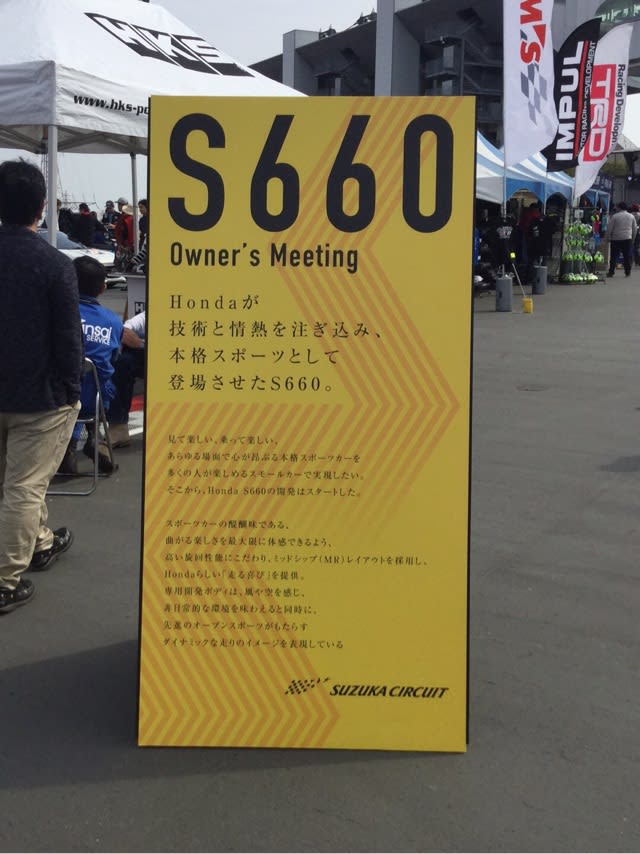 HKS
www.hks-po
TOM'S
IMPUL
MOTOR RACING DEVELOPMENT
TRD
Racing Development
S660
Owner's Meeting
Hondaが
技術と情熱を注ぎ込み、
本格スポーツとして
登場させたS660。
見て楽しい、乗って楽しい、
あらゆる場面で心が昂ぶる本格スポーツカーを
多くの人が楽しめるスモールカーで実現したい。
そこから、Honda S660の開発はスタートした。
スポーツカーの醍醐味である、
曲がる楽しさを最大限に体感できるよう、
高い旋回性能にこだわり、ミッドシップ（MR）レイアウトを採用し、
Hondaらしい「走る喜び」を提供。
専用開発ボディは、風や空を感じ、
非日常的な環境を味わえると同時に、
先進のオープンスポーツがもたらす
ダイナミックな走りのイメージを表現している
SUZUKA CIRCUIT
insai
SERVICE